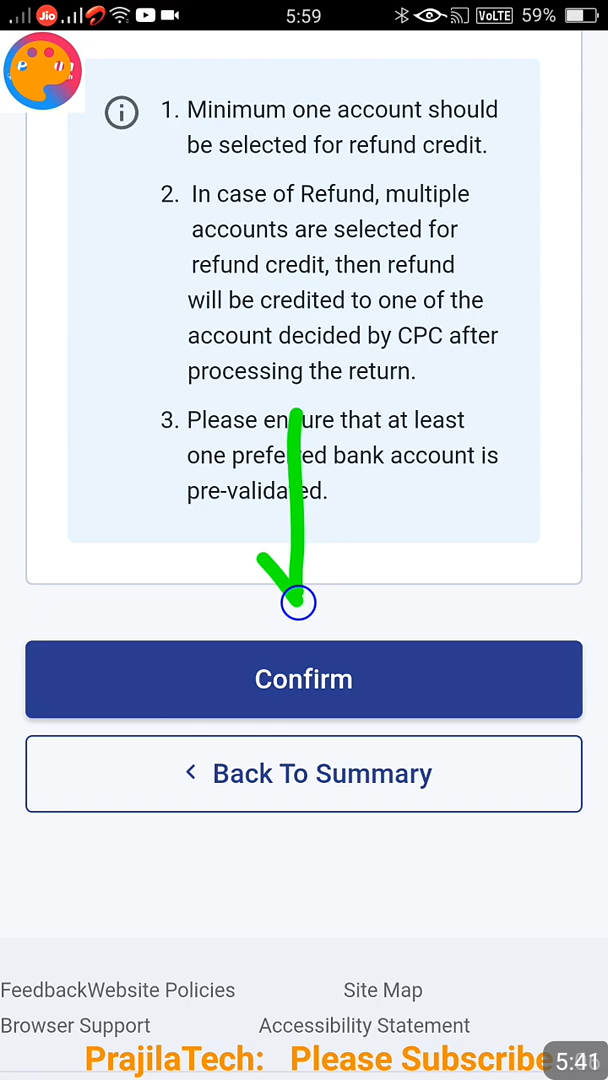 Jio
5:59
VoLTE 59%
1. Minimum one account should
be selected for refund credit.
2. In case of Refund, multiple
accounts are selected for
refund credit, then refund
will be credited to one of the
account decided by CPC after
processing the return.
3. Please ensure that at least
one preferred bank account is
pre-validated.
Confirm
< Back To Summary
FeedbackWebsite Policies Site Map
Browser Support Accessibility Statement
PrajilaTech: Please Subscribe
5:41